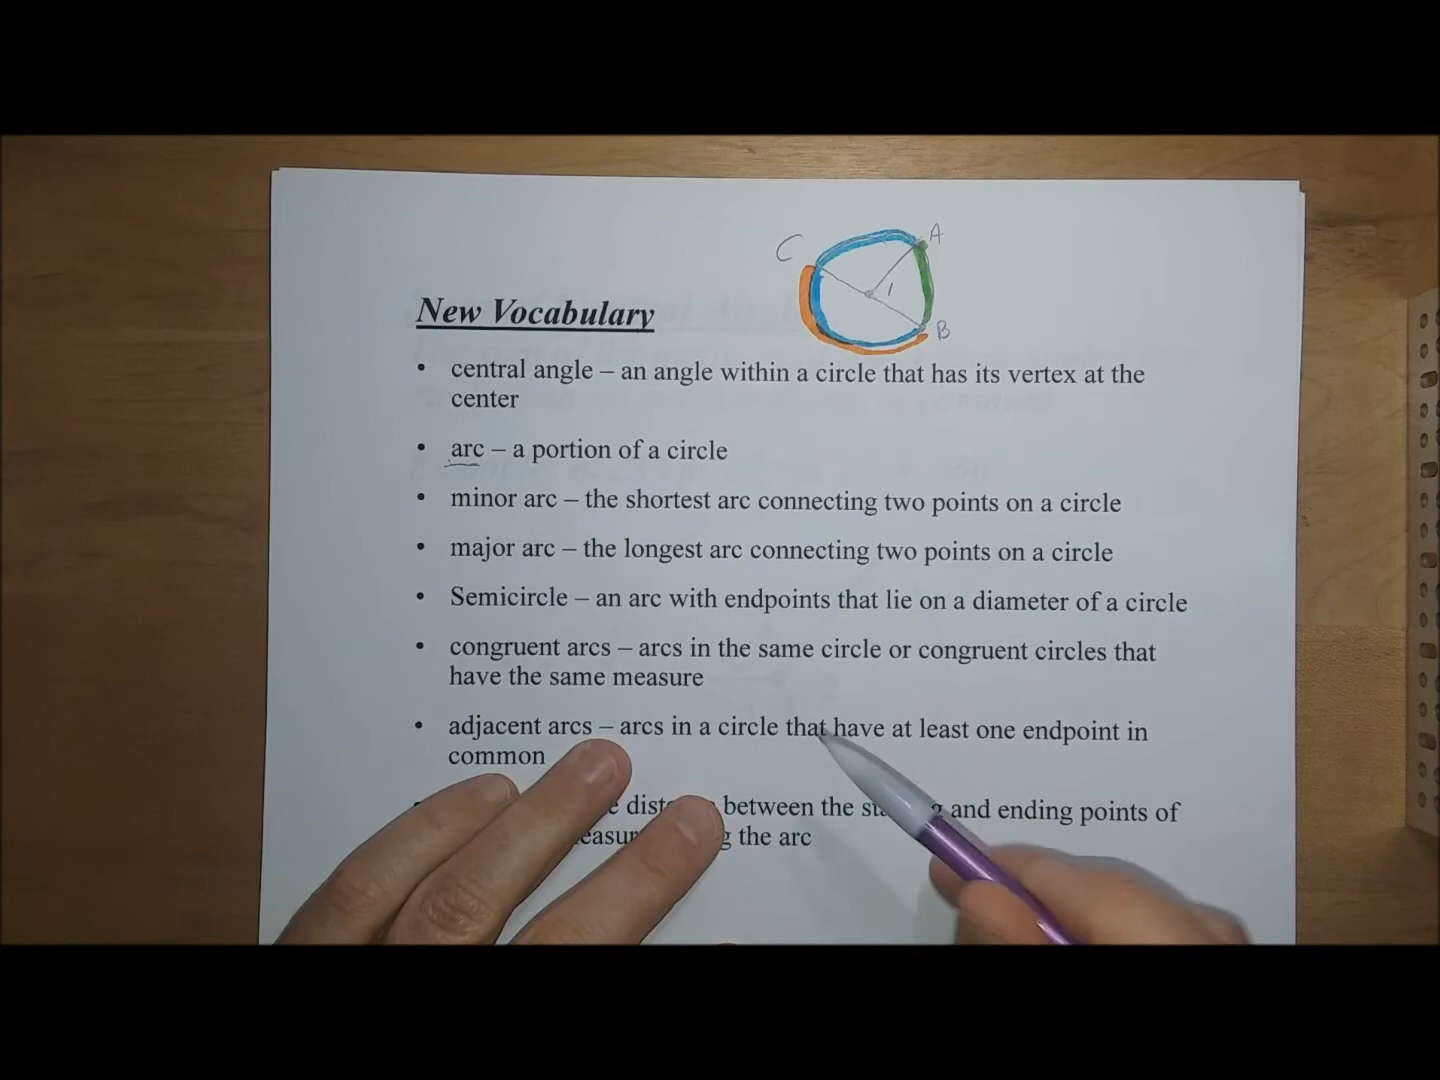 C A
1
B
New Vocabulary
• central angle – an angle within a circle that has its vertex at the
center
• arc – a portion of a circle
• minor arc – the shortest arc connecting two points on a circle
• major arc – the longest arc connecting two points on a circle
• Semicircle – an arc with endpoints that lie on a diameter of a circle
• congruent arcs – arcs in the same circle or congruent circles that
have the same measure
• adjacent arcs – arcs in a circle that have at least one endpoint in
common
between the and ending points of
the arc